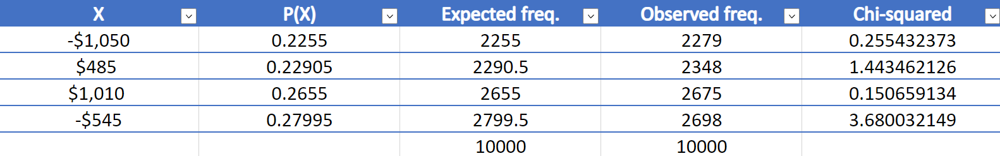 X P(X) Expected freq. Observed freq. Chi-squared
-$1,050 0.2255 2255 2279 0.255432373
$485 0.22905 2290.5 2348 1.443462126
$1,010 0.2655 2655 2675 0.150659134
-$545 0.27995 2799.5 2698 3.680032149
10000 10000